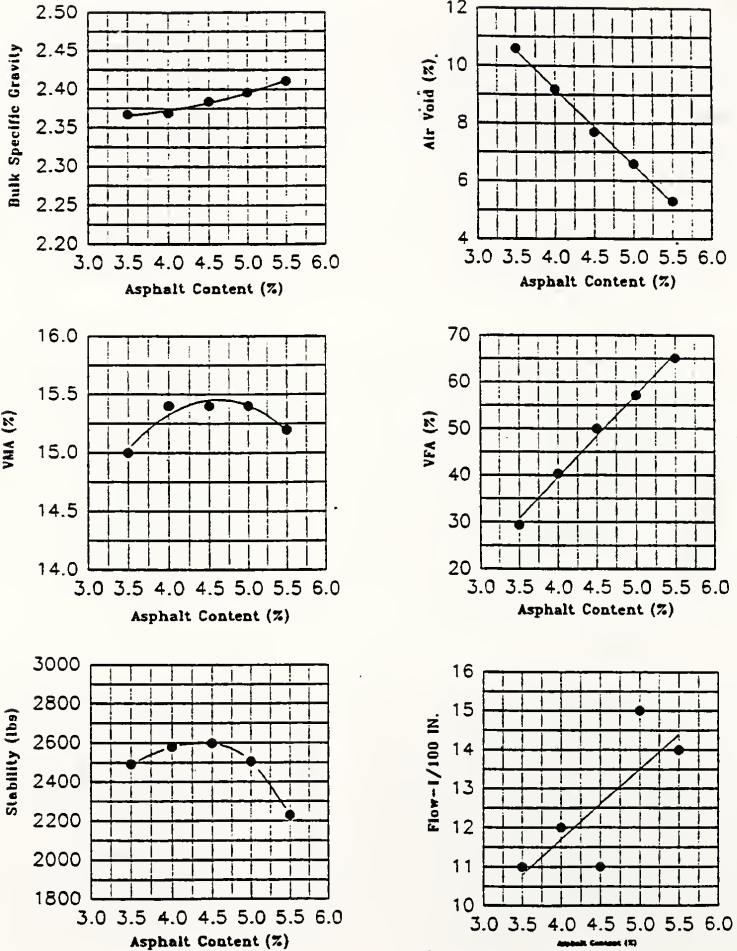 Bulk Specific Gravity
2.50
2.45
2.40
2.35
2.30
2.25
2.20
3.0 3.5 4.0 4.5 5.0 5.5 6.0
Asphalt Content (%)
Air Void (%).
12
10
8
6
4
3.0 3.5 4.0 4.5 5.0 5.5 6.0
Asphalt Content (%)
VMA (%)
16.0
15.5
15.0
14.5
14.0
3.0 3.5 4.0 4.5 5.0 5.5 6.0
Asphalt Content (%)
VFA (%)
70
60
50
40
30
20
3.0 3.5 4.0 4.5 5.0 5.5 6.0
Asphalt Content (%)
Stability (lbs)
3000
2800
2600
2400
2200
2000
1800
3.0 3.5 4.0 4.5 5.0 5.5 6.0
Asphalt Content (%)
Flow-1/100 IN.
16
15
14
13
12
11
10
3.0 3.5 4.0 4.5 5.0 5.5 6.0
Asphalt Content (%)